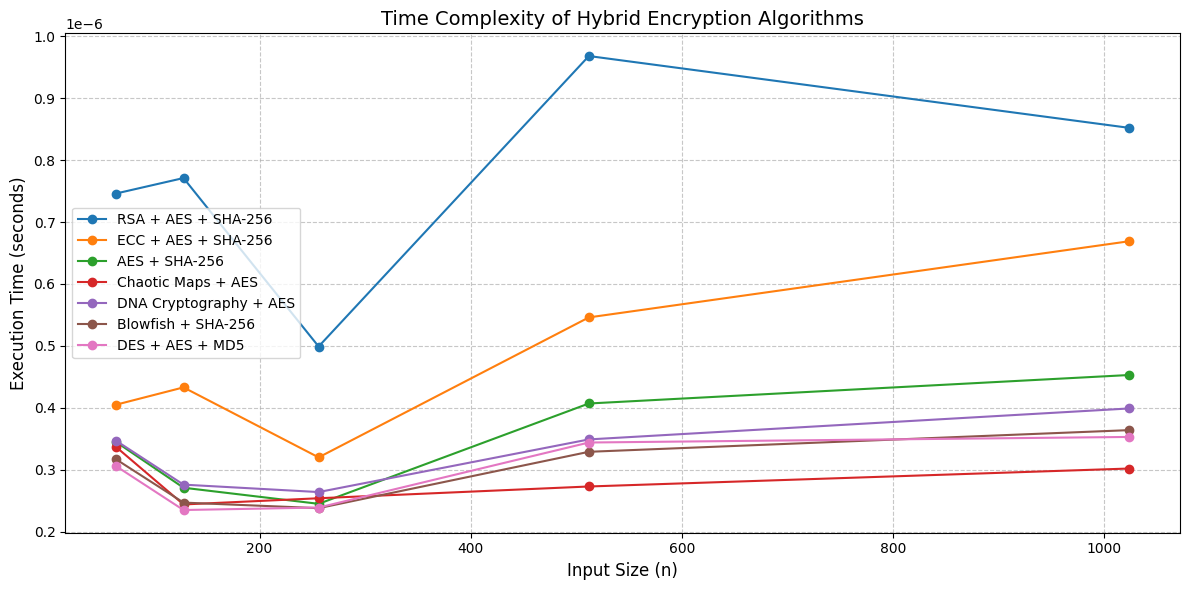 Time Complexity of Hybrid Encryption Algorithms
1e−6
1.0
0.9
0.8
0.7
0.6
0.5
0.4
0.3
0.2
Execution Time (seconds)
RSA + AES + SHA-256
ECC + AES + SHA-256
AES + SHA-256
Chaotic Maps + AES
DNA Cryptography + AES
Blowfish + SHA-256
DES + AES + MD5
200 400 600 800 1000
Input Size (n)